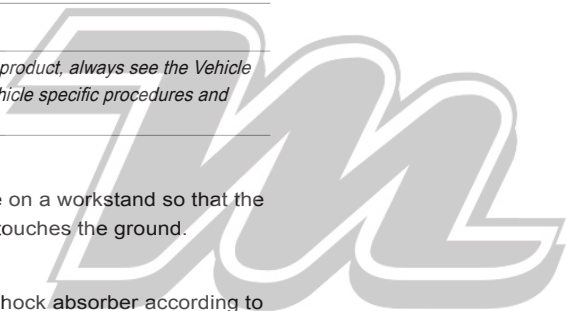 product, always see the Vehicle
hicle specific procedures and
e on a workstand so that the
touches the ground.
hock absorber according to